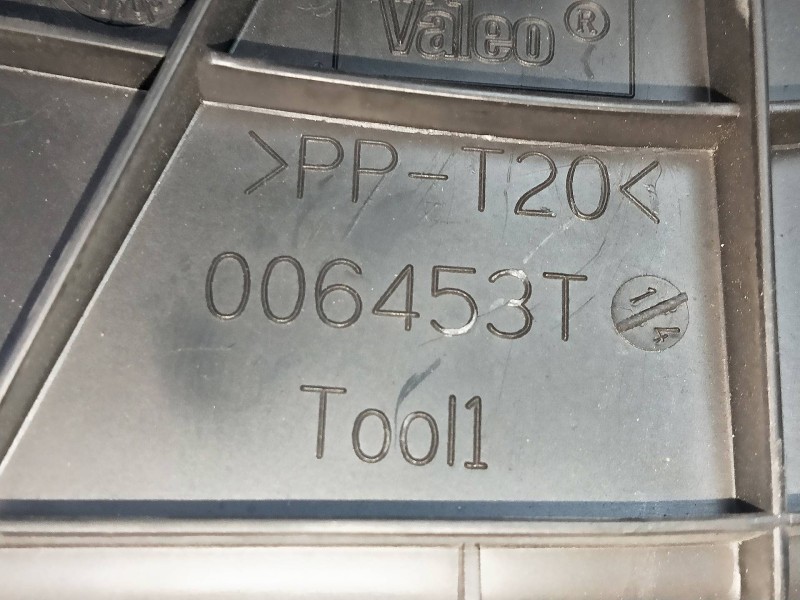 Valeo®
>PP-T20<
006453T
Tool1